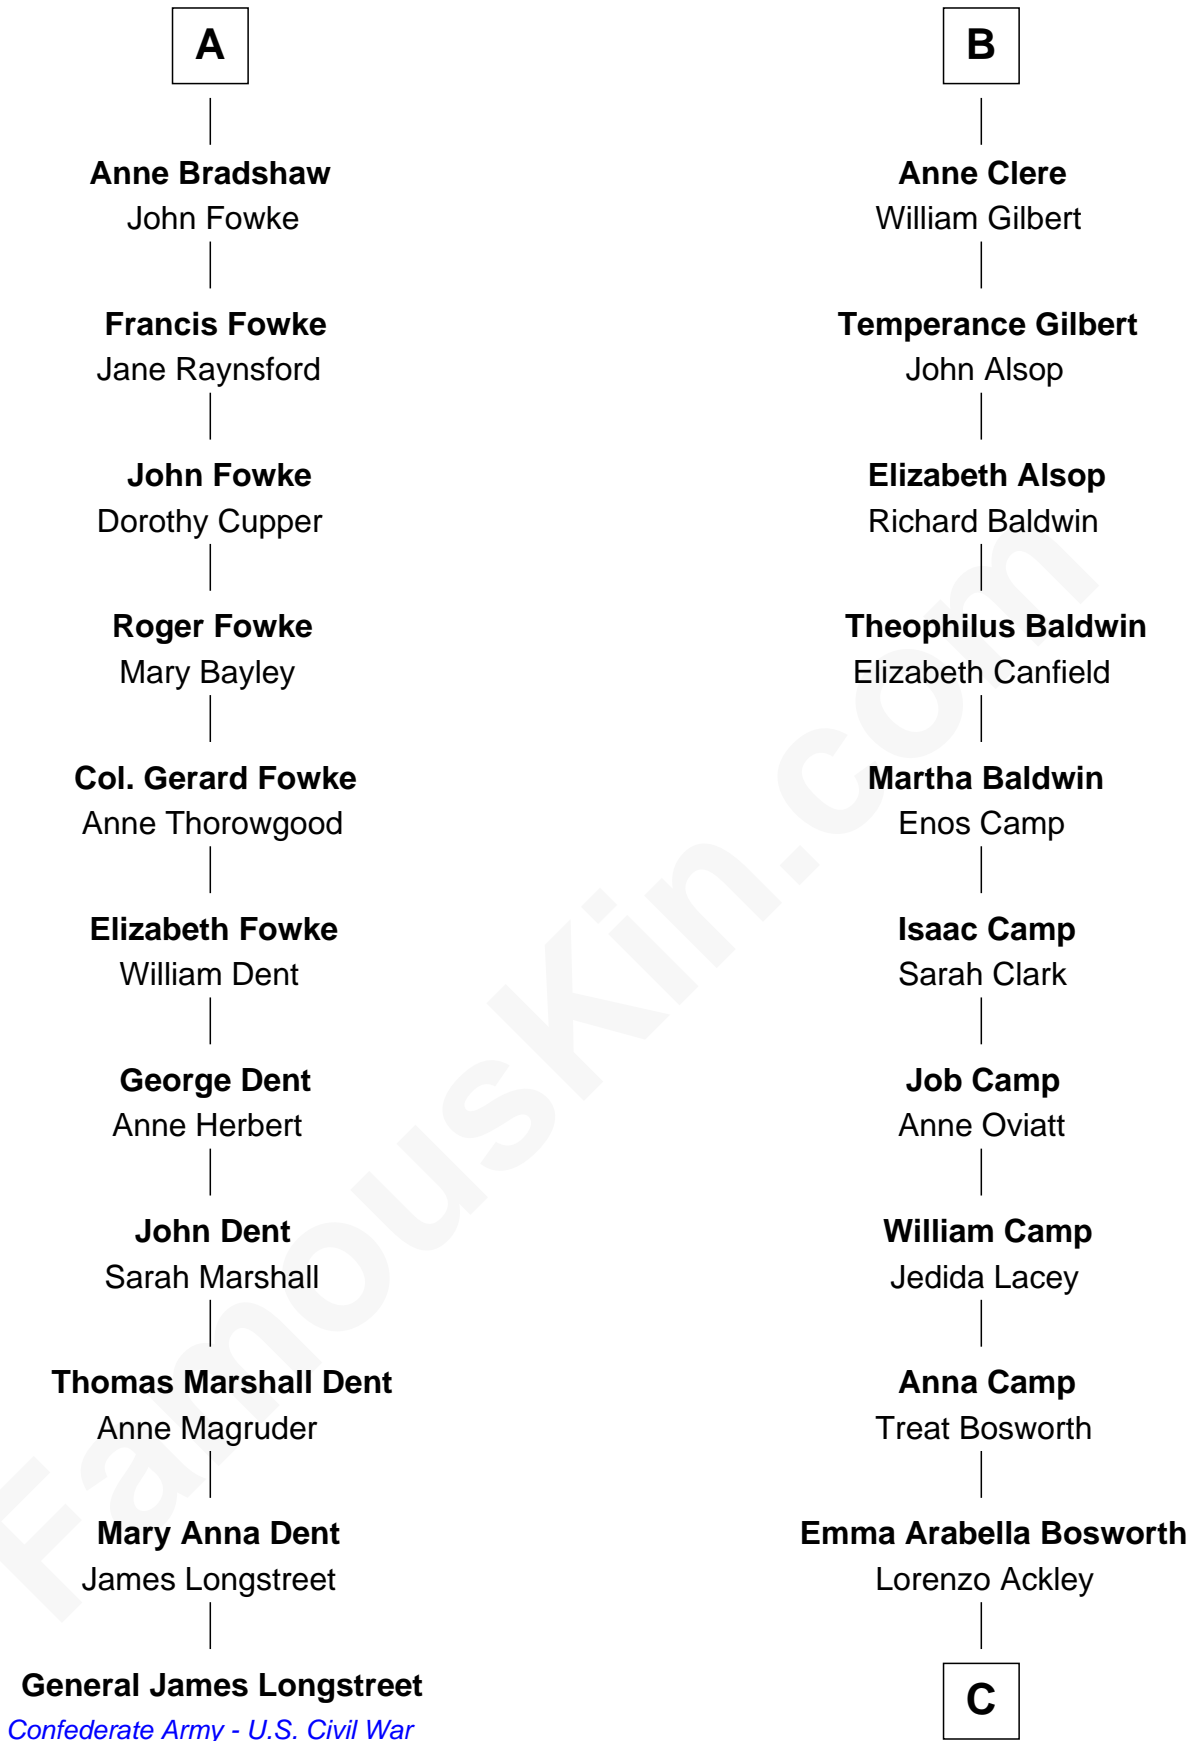 A
Anne Bradshaw
John Fowke
Francis Fowke
Jane Raynsford
John Fowke
Dorothy Cupper
Roger Fowke
Mary Bayley
Col. Gerard Fowke
Anne Thorowgood
Elizabeth Fowke
William Dent
George Dent
Anne Herbert
John Dent
Sarah Marshall
Thomas Marshall Dent
Anne Magruder
Mary Anna Dent
James Longstreet
General James Longstreet
Confederate Army - U.S. Civil War
B
Anne Clere
William Gilbert
Temperance Gilbert
John Alsop
Elizabeth Alsop
Richard Baldwin
Theophilus Baldwin
Elizabeth Canfield
Martha Baldwin
Enos Camp
Isaac Camp
Sarah Clark
Job Camp
Anne Oviatt
William Camp
Jedida Lacey
Anna Camp
Treat Bosworth
Emma Arabella Bosworth
Lorenzo Ackley
C
FamousKin.com